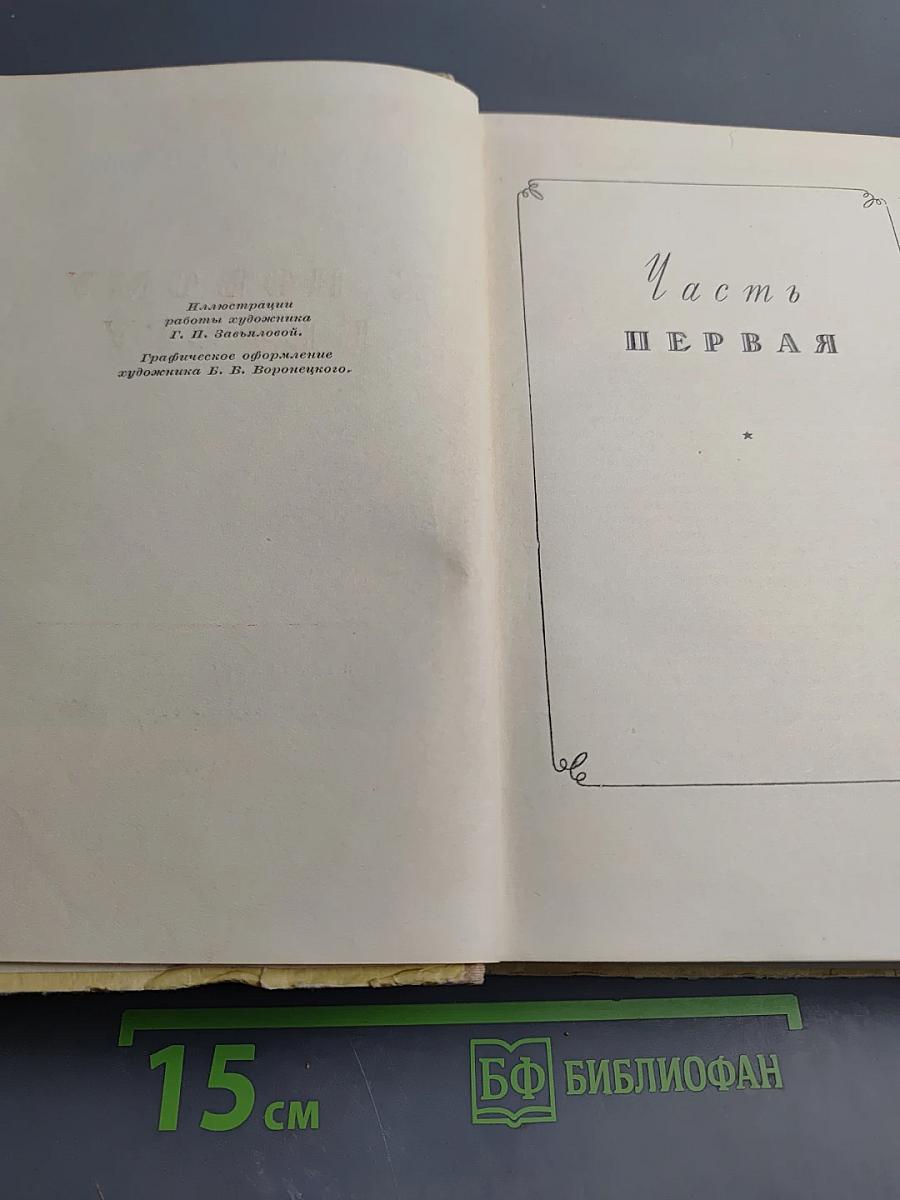 Иллюстрации
работы художника
Г. П. Завьяловой.
Графическое оформление
художника Б. В. Воронецкого.
Часть
ПЕРВАЯ
15 см
БФ БИБЛИОФАН